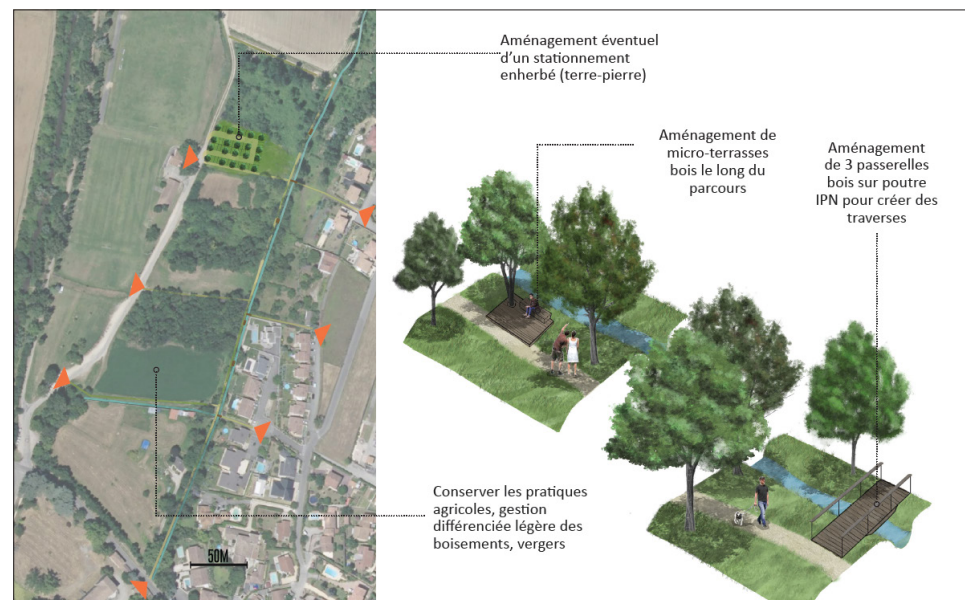 Aménagement éventuel
d'un stationnement
enherbé (terre-pierre)
Aménagement de
micro-terrasses
bois le long du
parcours
Aménagement
de 3 passerelles
bois sur poutre
IPN pour créer des
traverses
Conserver les pratiques
agricoles, gestion
différenciée légère des
boisements, vergers
50M